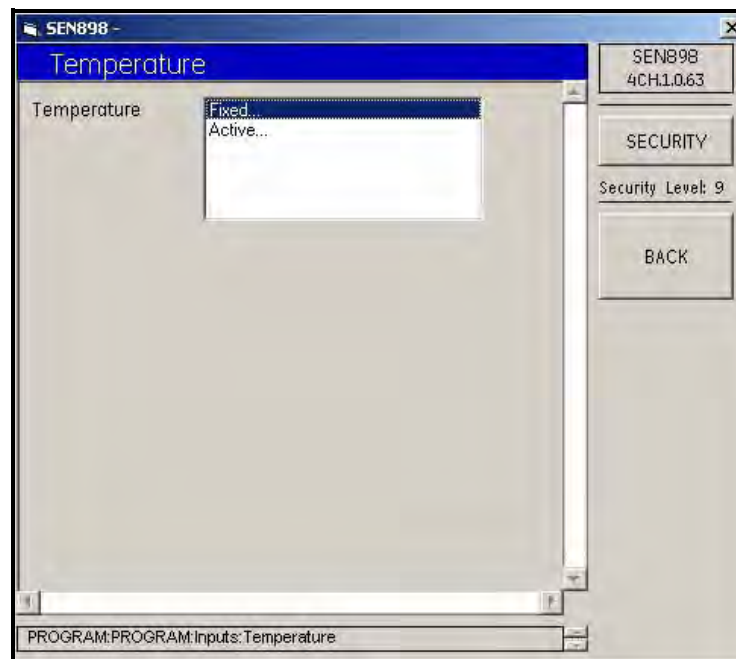 SEN898 -
Temperature
SEN898
4CH.1.0.63
Temperature
Fixed...
Active...
SECURITY
Security Level: 9
BACK
PROGRAM:PROGRAM:Inputs:Temperature